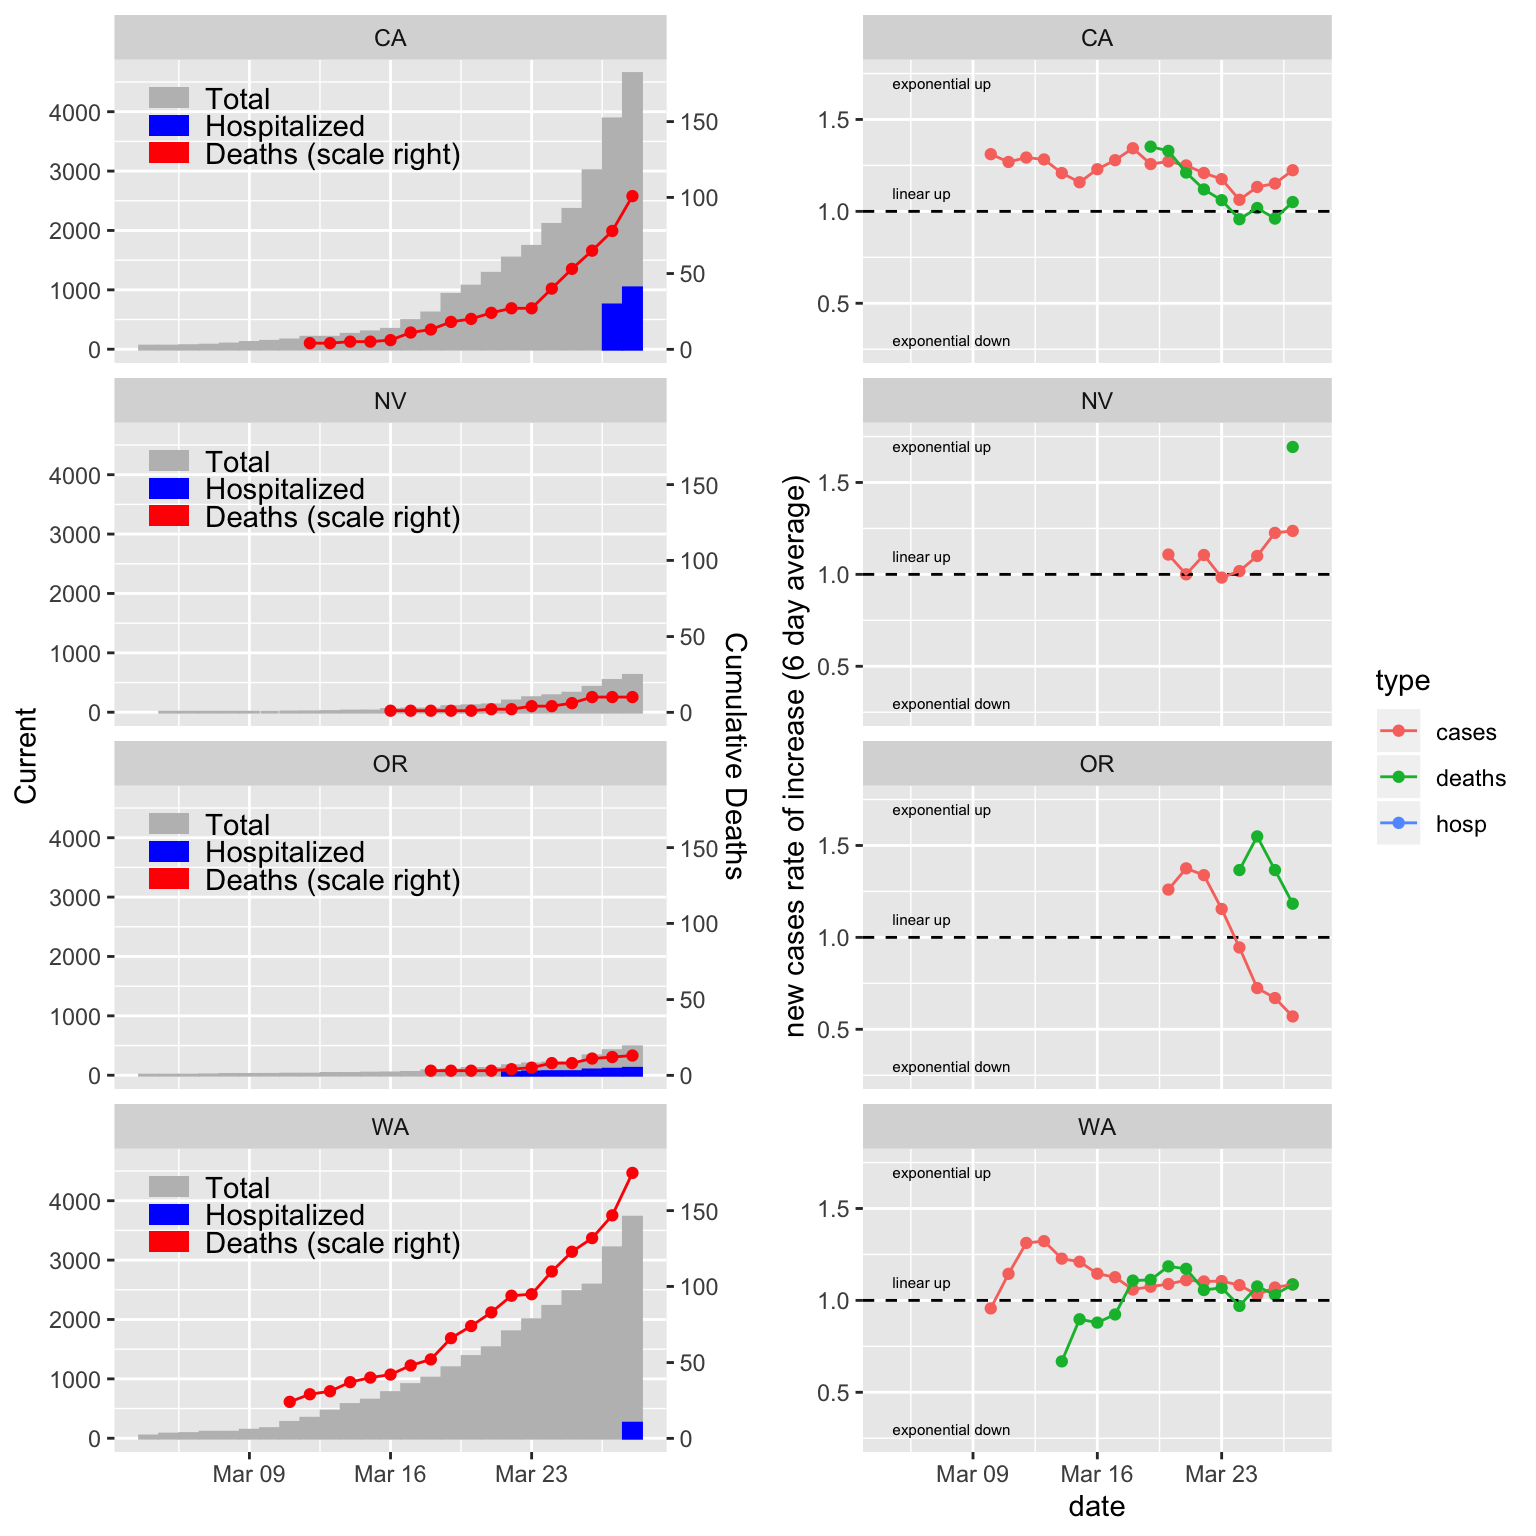 CA
Total
Hospitalized
Deaths (scale right)
4000
3000
2000
1000
0
150
100
50
0
NV
Total
Hospitalized
Deaths (scale right)
4000
3000
2000
1000
0
150
100
50
0
OR
Total
Hospitalized
Deaths (scale right)
4000
3000
2000
1000
0
150
100
50
0
WA
Total
Hospitalized
Deaths (scale right)
4000
3000
2000
1000
0
150
100
50
0
Mar 09 Mar 16 Mar 23
Current
Cumulative Deaths
CA
exponential up
linear up
exponential down
1.5
1.0
0.5
NV
exponential up
linear up
exponential down
1.5
1.0
0.5
OR
exponential up
linear up
exponential down
1.5
1.0
0.5
WA
exponential up
linear up
exponential down
1.5
1.0
0.5
Mar 09 Mar 16 Mar 23
date
new cases rate of increase (6 day average)
type
cases
deaths
hosp